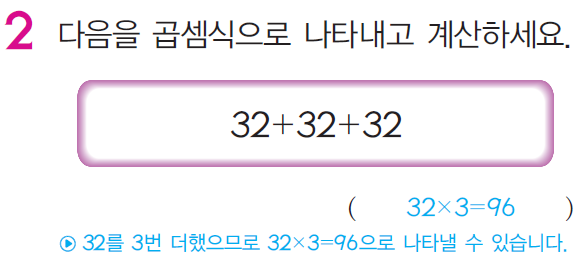 2 다음을 곱셈식으로 나타내고 계산하세요.
32+32+32
( 32×3=96 )
▶ 32를 3번 더했으므로 32×3=96으로 나타낼 수 있습니다.